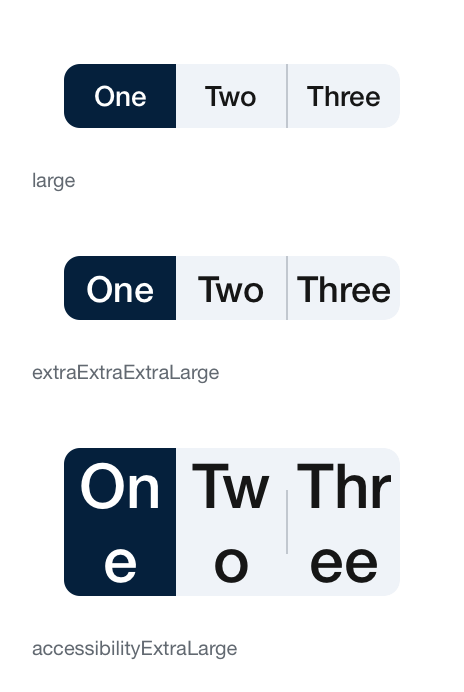 One Two Three
large
One Two Three
extraExtraExtraLarge
On Tw Thr
e o ee
accessibilityExtraLarge